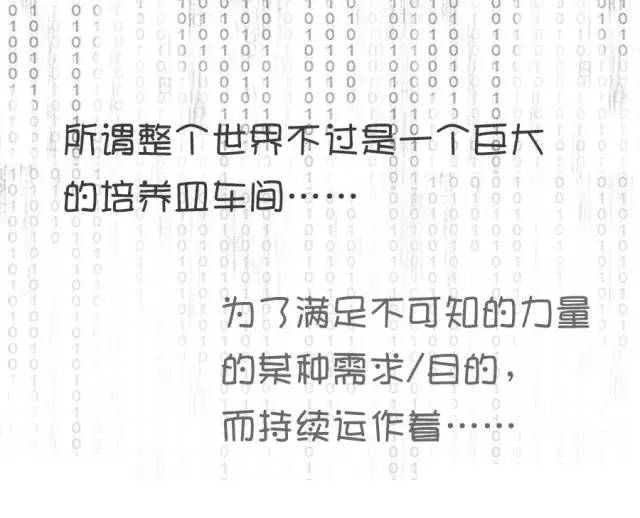 所谓整个世界不过是一个巨大
的培养皿车间……
为了满足不可知的力量
的某种需求/目的，
而持续运作着……